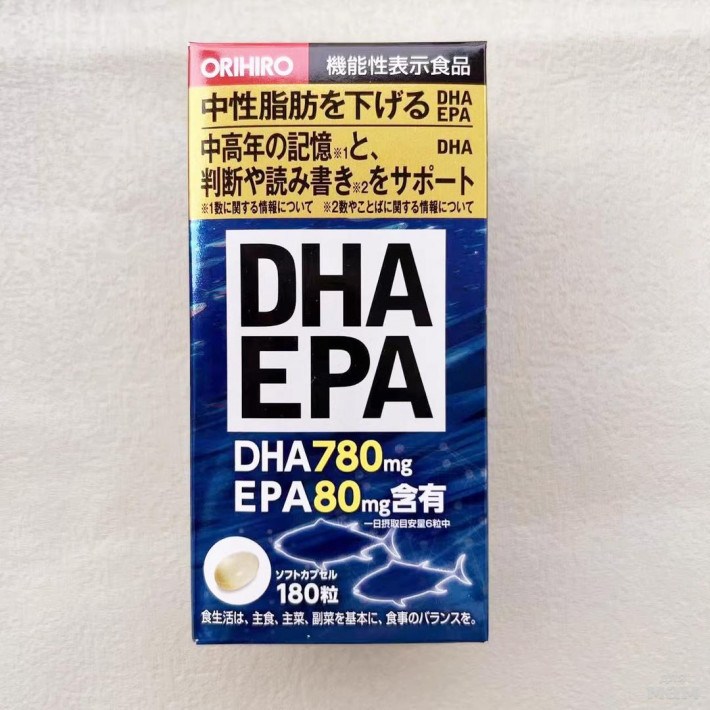 ORIHIRO 機能性表示食品
中性脂肪を下げる DHA EPA
中高年の記憶※1と、 DHA
判断や読み書き※2をサポート
※1数に関する情報について ※2数やことばに関する情報について
DHA
EPA
DHA780mg
EPA80mg含有
一日摂取目安量6粒中
ソフトカプセル
180粒
食生活は、主食、主菜、副菜を基本に、食事のバランスを。